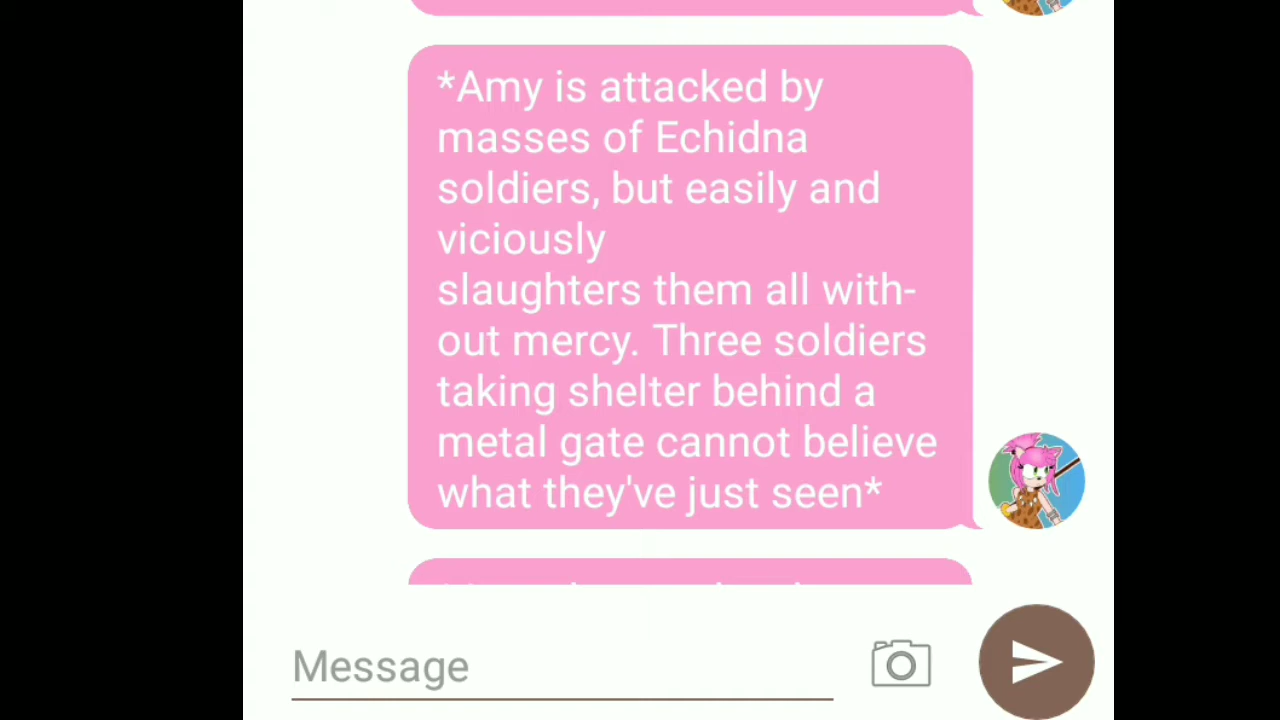 *Amy is attacked by
masses of Echidna
soldiers, but easily and
viciously
slaughters them all with-
out mercy. Three soldiers
taking shelter behind a
metal gate cannot believe
what they've just seen*
Message